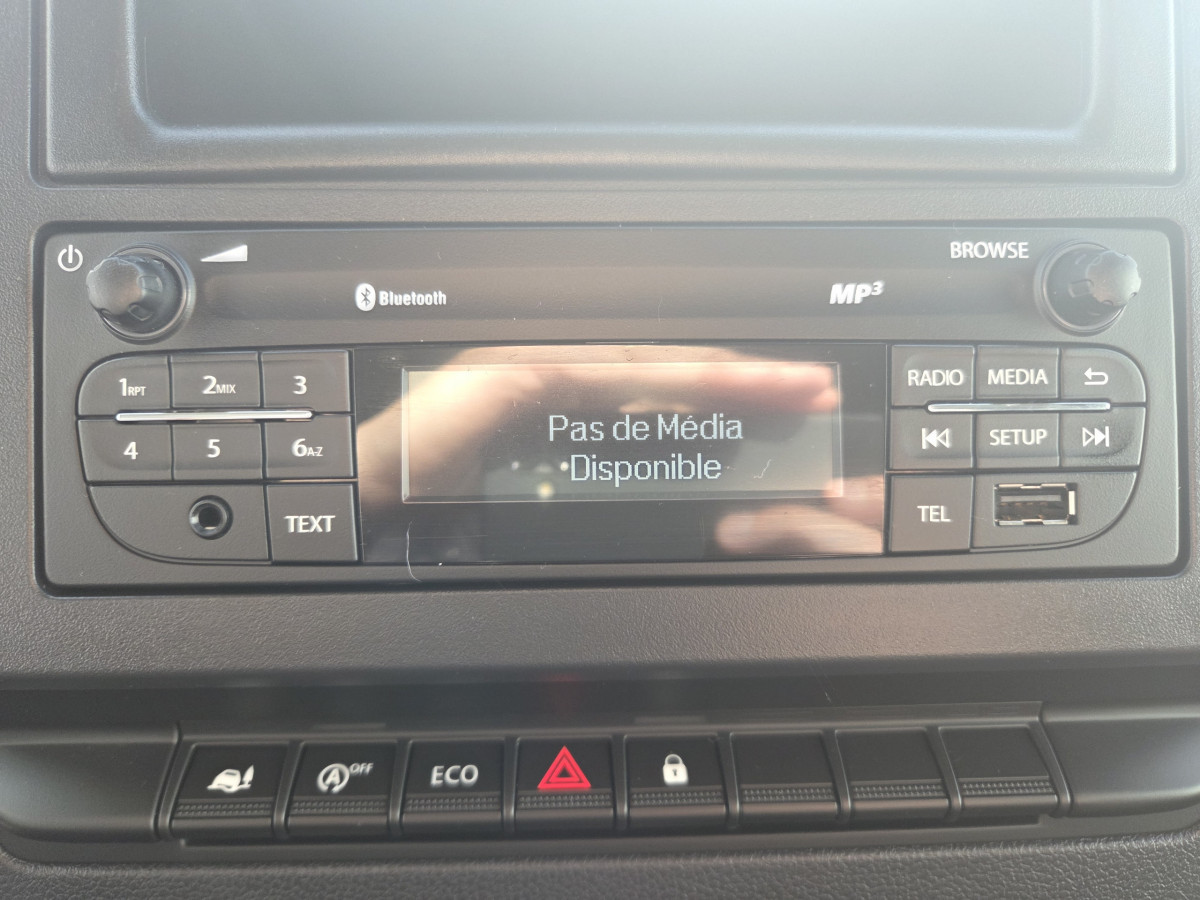 BROWSE
Bluetooth
MP3
1RPT 2MIX 3
RADIO MEDIA
Pas de Média
Disponible
4 5 6A-Z
SETUP
TEXT
TEL
A OFF
ECO